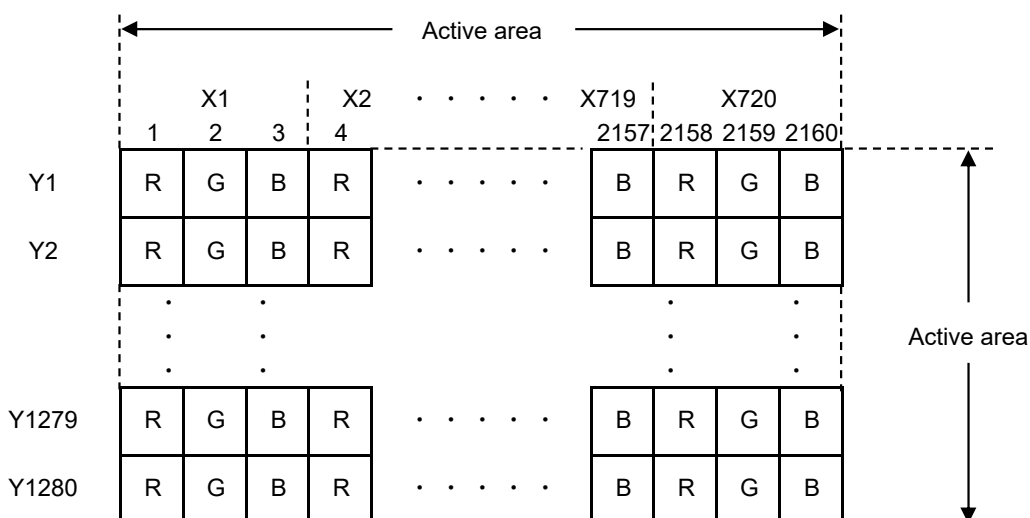 Active area
X1 X2 · · · · · X719 X720
1 2 3 4 2157 2158 2159 2160
Y1 R G B R · · · · · B R G B
Y2 R G B R · · · · · B R G B
Active area
Y1279 R G B R · · · · · B R G B
Y1280 R G B R · · · · · B R G B